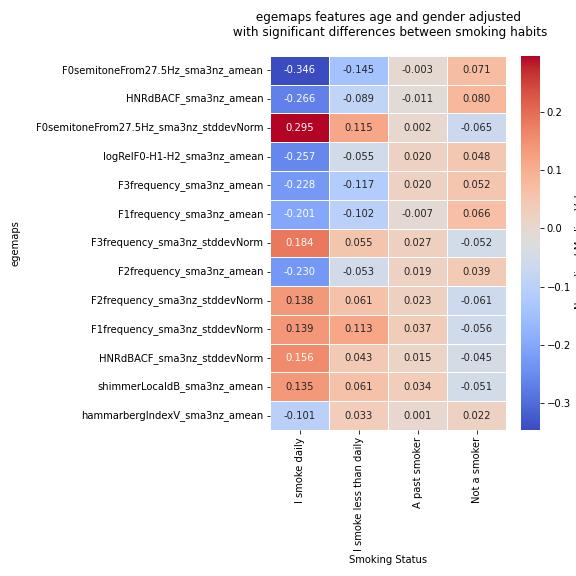 egemaps features age and gender adjusted
with significant differences between smoking habits
egemaps
F0semitoneFrom27.5Hz_sma3nz_amean -0.346 -0.145 -0.003 0.071
HNRdBACF_sma3nz_amean -0.266 -0.089 -0.011 0.080
F0semitoneFrom27.5Hz_sma3nz_stddevNorm 0.295 0.115 0.002 -0.065
logRelF0-H1-H2_sma3nz_amean -0.257 -0.055 0.020 0.048
F3frequency_sma3nz_amean -0.228 -0.117 0.020 0.052
F1frequency_sma3nz_amean -0.201 -0.102 -0.007 0.066
F3frequency_sma3nz_stddevNorm 0.184 0.055 0.027 -0.052
F2frequency_sma3nz_amean -0.230 -0.053 0.019 0.039
F2frequency_sma3nz_stddevNorm 0.138 0.061 0.023 -0.061
F1frequency_sma3nz_stddevNorm 0.139 0.113 0.037 -0.056
HNRdBACF_sma3nz_stddevNorm 0.156 0.043 0.015 -0.045
shimmerLocaldB_sma3nz_amean 0.135 0.061 0.034 -0.051
hammarbergIndexV_sma3nz_amean -0.101 0.033 0.001 0.022
I smoke daily
I smoke less than daily
A past smoker
Not a smoker
Smoking Status
0.2
0.1
0.0
-0.1
-0.2
-0.3